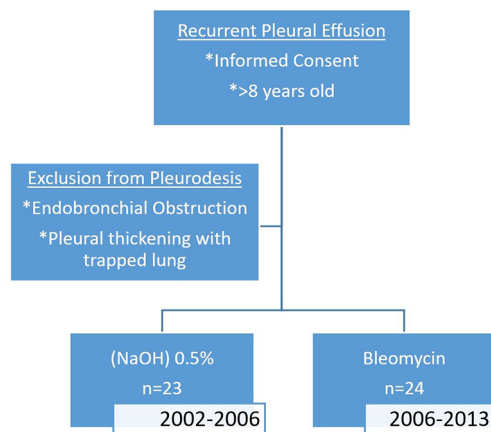 Recurrent Pleural Effusion
*Informed Consent
*>8 years old
Exclusion from Pleurodesis
*Endobronchial Obstruction
*Pleural thickening with
trapped lung
(NaOH) 0.5%
n=23
2002-2006
Bleomycin
n=24
2006-2013